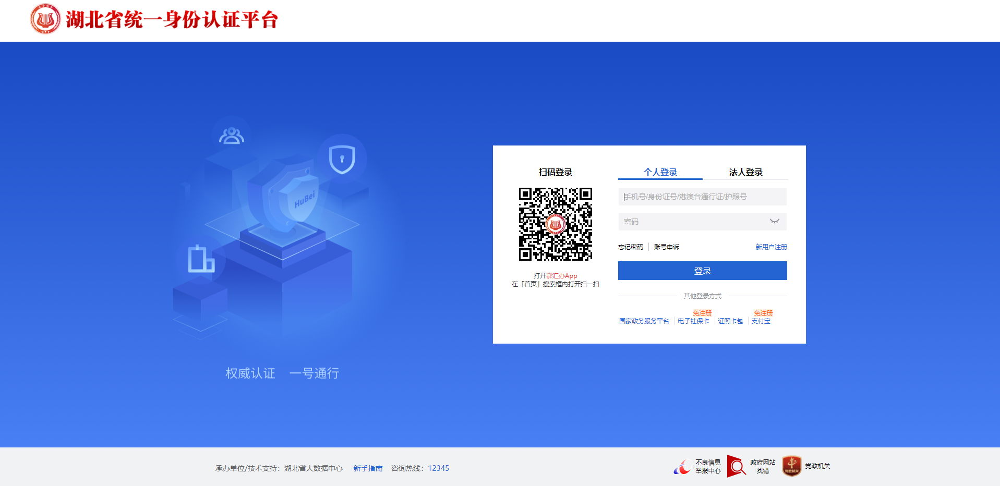 湖北省统一身份认证平台
HuBei
权威认证 一号通行
扫码登录
打开鄂汇办App
在「首页」搜索框内打开扫一扫
个人登录 法人登录
手机号/身份证号/港澳台通行证/护照号
密码
忘记密码 账号申诉 新用户注册
登录
其他登录方式
免注册 免注册
国家政务服务平台 电子社保卡 证照卡包 支付宝
承办单位/技术支持：湖北省大数据中心 新手指南 咨询热线：12345
不良信息
举报中心
政府网站
找错
党政机关
党政机关